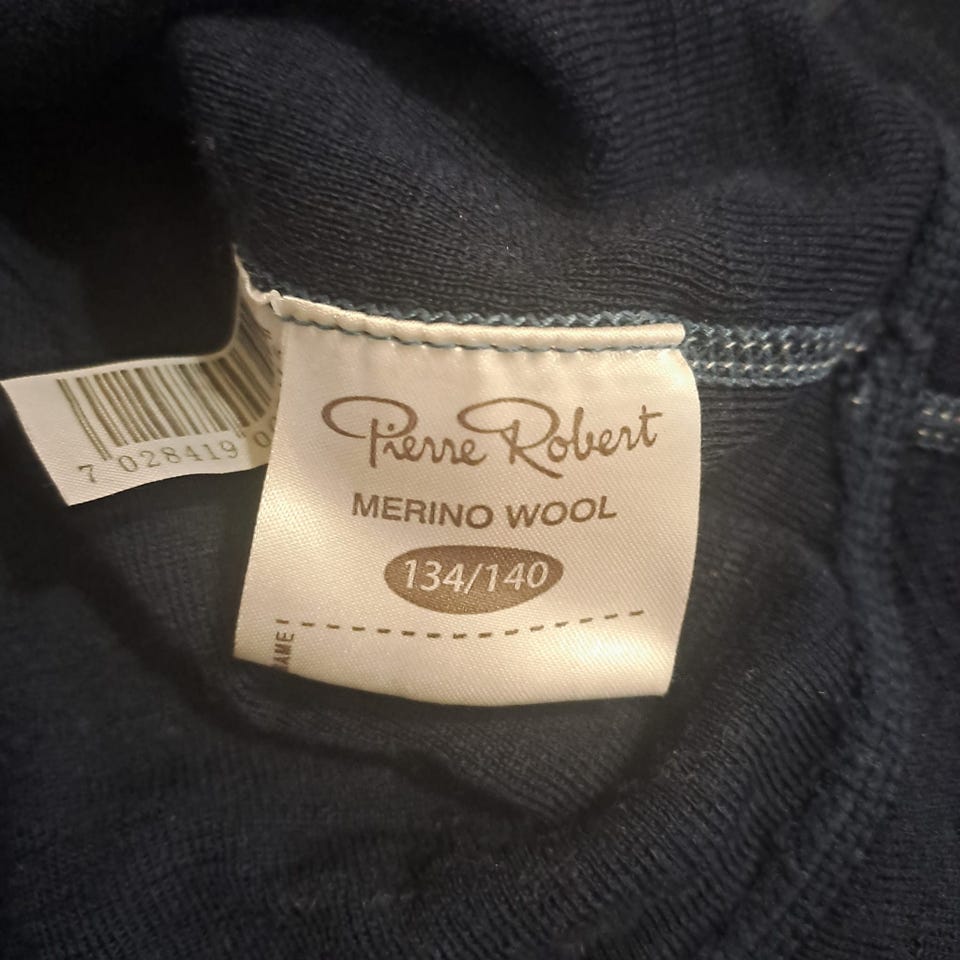 Pierre Robert
MERINO WOOL
134/140
7 028419